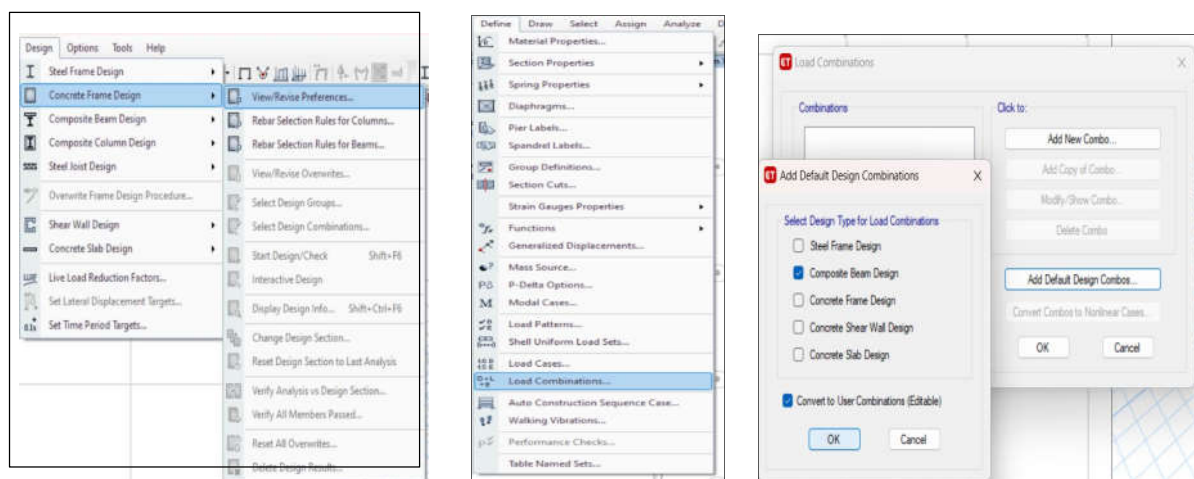 Design Options Tools Help
Steel Frame Design
Concrete Frame Design
Composite Beam Design
Composite Column Design
Steel Joist Design
Overwrite Frame Design Procedure...
Shear Wall Design
Concrete Slab Design
Live Load Reduction Factors...
Set Lateral Displacement Targets...
Set Time Period Targets...
View/Revise Preferences...
Rebar Selection Rules for Columns...
Rebar Selection Rules for Beams...
View/Revise Overwrites...
Select Design Groups...
Select Design Combinations...
Start Design/Check Shift+F6
Interactive Design
Display Design Info... Shift+Ctrl+F6
Change Design Section...
Reset Design Section to Last Analysis
Verify Analysis vs Design Section...
Verify All Members Passed...
Reset All Overwrites...
Delete Design Results...
Define Draw Select Assign Analyze D
Material Properties...
Section Properties
Spring Properties
Diaphragms...
Pier Labels...
Spandrel Labels...
Group Definitions...
Section Cuts...
Strain Gauges Properties
Functions
Generalized Displacements...
Mass Source...
P-Delta Options...
Modal Cases...
Load Patterns...
Shell Uniform Load Sets...
Load Cases...
Load Combinations...
Auto Construction Sequence Case...
Walking Vibrations...
Performance Checks...
Table Named Sets...
Load Combinations
Combinations
Click to:
Add New Combo...
Add Copy of Combo...
Modify/Show Combo...
Delete Combo
Add Default Design Combos...
Convert Combos to Nonlinear Cases...
OK Cancel
Add Default Design Combinations
Select Design Type for Load Combinations
Steel Frame Design
Composite Beam Design
Concrete Frame Design
Concrete Shear Wall Design
Concrete Slab Design
Convert to User Combinations (Editable)
OK Cancel